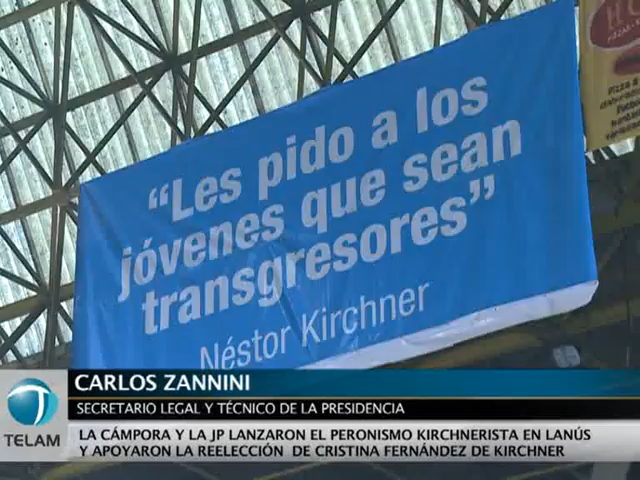 “Les pido a los
jóvenes que sean
transgresores”
Néstor Kirchner
CARLOS ZANNINI
SECRETARIO LEGAL Y TÉCNICO DE LA PRESIDENCIA
TELAM
LA CÁMPORA Y LA JP LANZARON EL PERONISMO KIRCHNERISTA EN LANÚS
Y APOYARON LA REELECCIÓN DE CRISTINA FERNÁNDEZ DE KIRCHNER